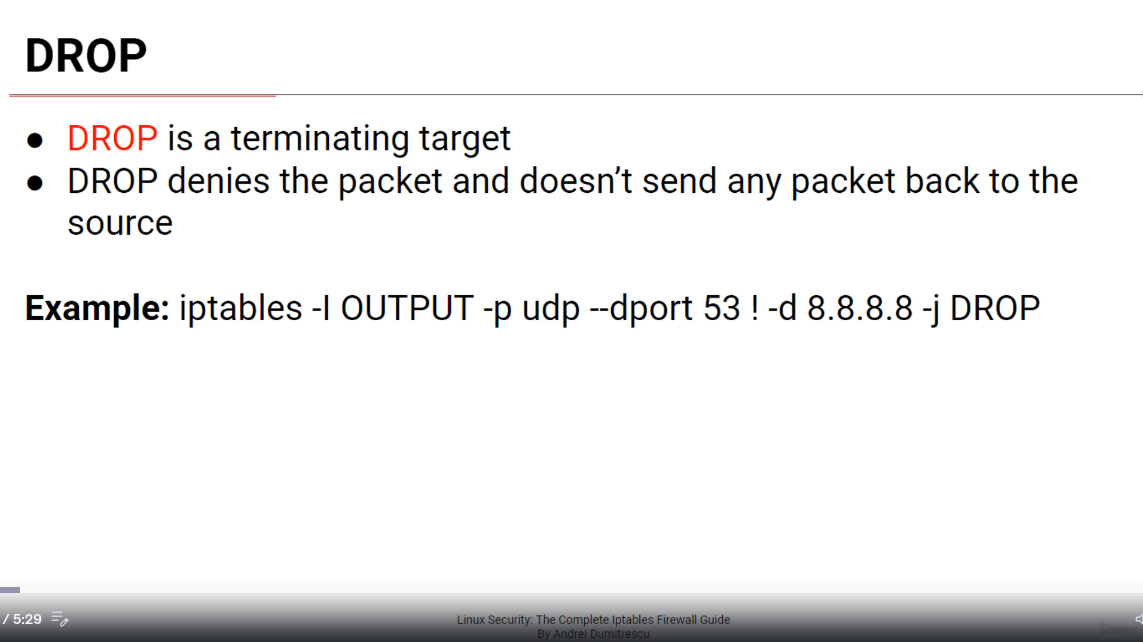 DROP
● DROP is a terminating target
● DROP denies the packet and doesn’t send any packet back to the
source
Example: iptables -I OUTPUT -p udp --dport 53 ! -d 8.8.8.8 -j DROP
/ 5:29
Linux Security: The Complete Iptables Firewall Guide
By Andrei Dumitrescu